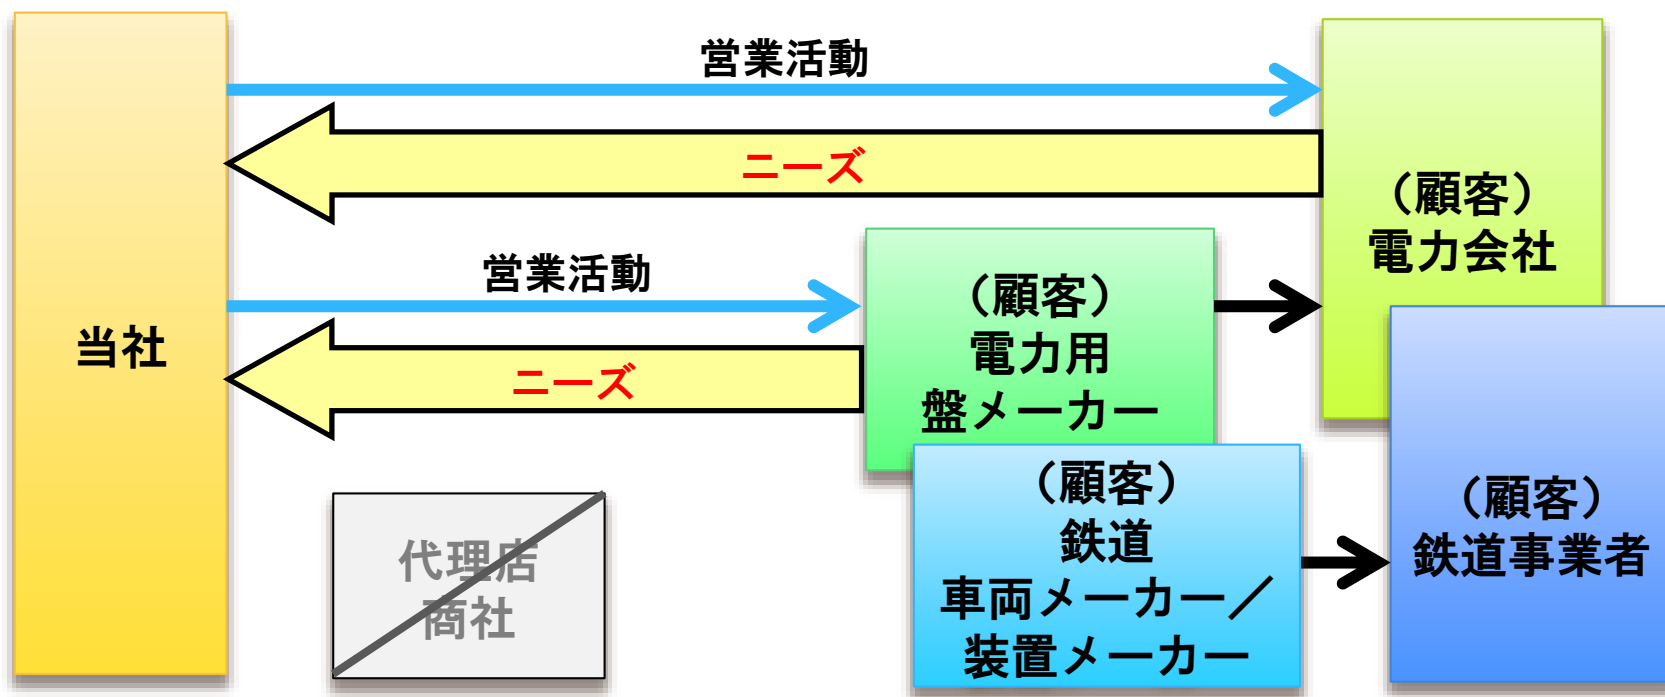 当社
営業活動
ニーズ
営業活動
ニーズ
代理店
商社
（顧客）
電力用
盤メーカー
（顧客）
鉄道
車両メーカー／
装置メーカー
（顧客）
電力会社
（顧客）
鉄道事業者